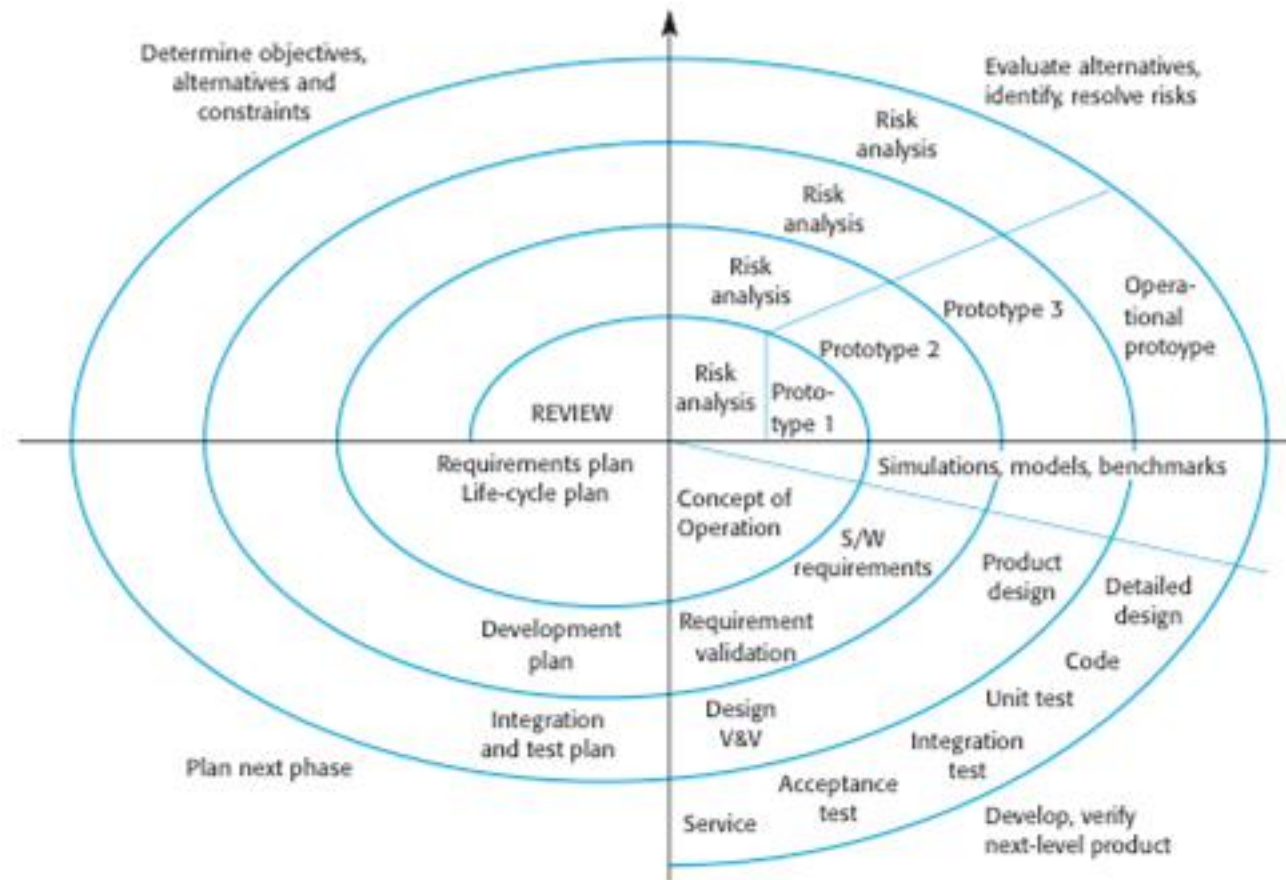 Determine objectives,
alternatives and
constraints
Evaluate alternatives,
identify, resolve risks
Risk
analysis
Risk
analysis
Risk
analysis
Risk
analysis
Proto-
type 1
Prototype 2
Prototype 3
Opera-
tional
protoype
REVIEW
Requirements plan
Life-cycle plan
Simulations, models, benchmarks
Concept of
Operation
S/W
requirements
Product
design
Detailed
design
Development
plan
Requirement
validation
Code
Unit test
Integration
and test plan
Design
V&V
Integration
test
Plan next phase
Acceptance
test
Service
Develop, verify
next-level product